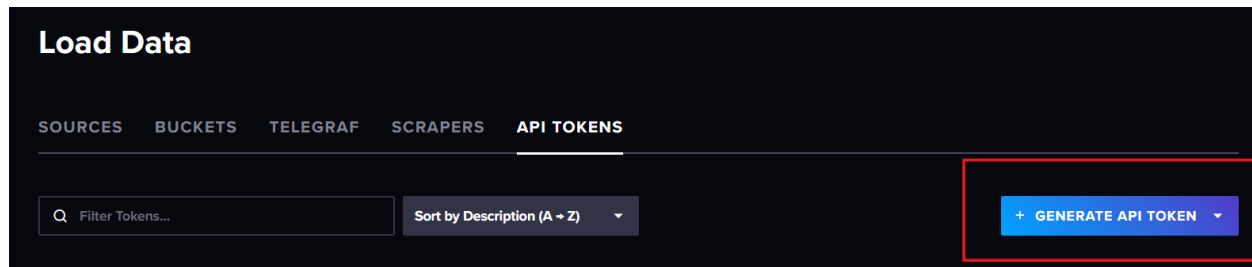 Load Data
SOURCES BUCKETS TELEGRAF SCRAPERS API TOKENS
Filter Tokens... Sort by Description (A → Z) + GENERATE API TOKEN